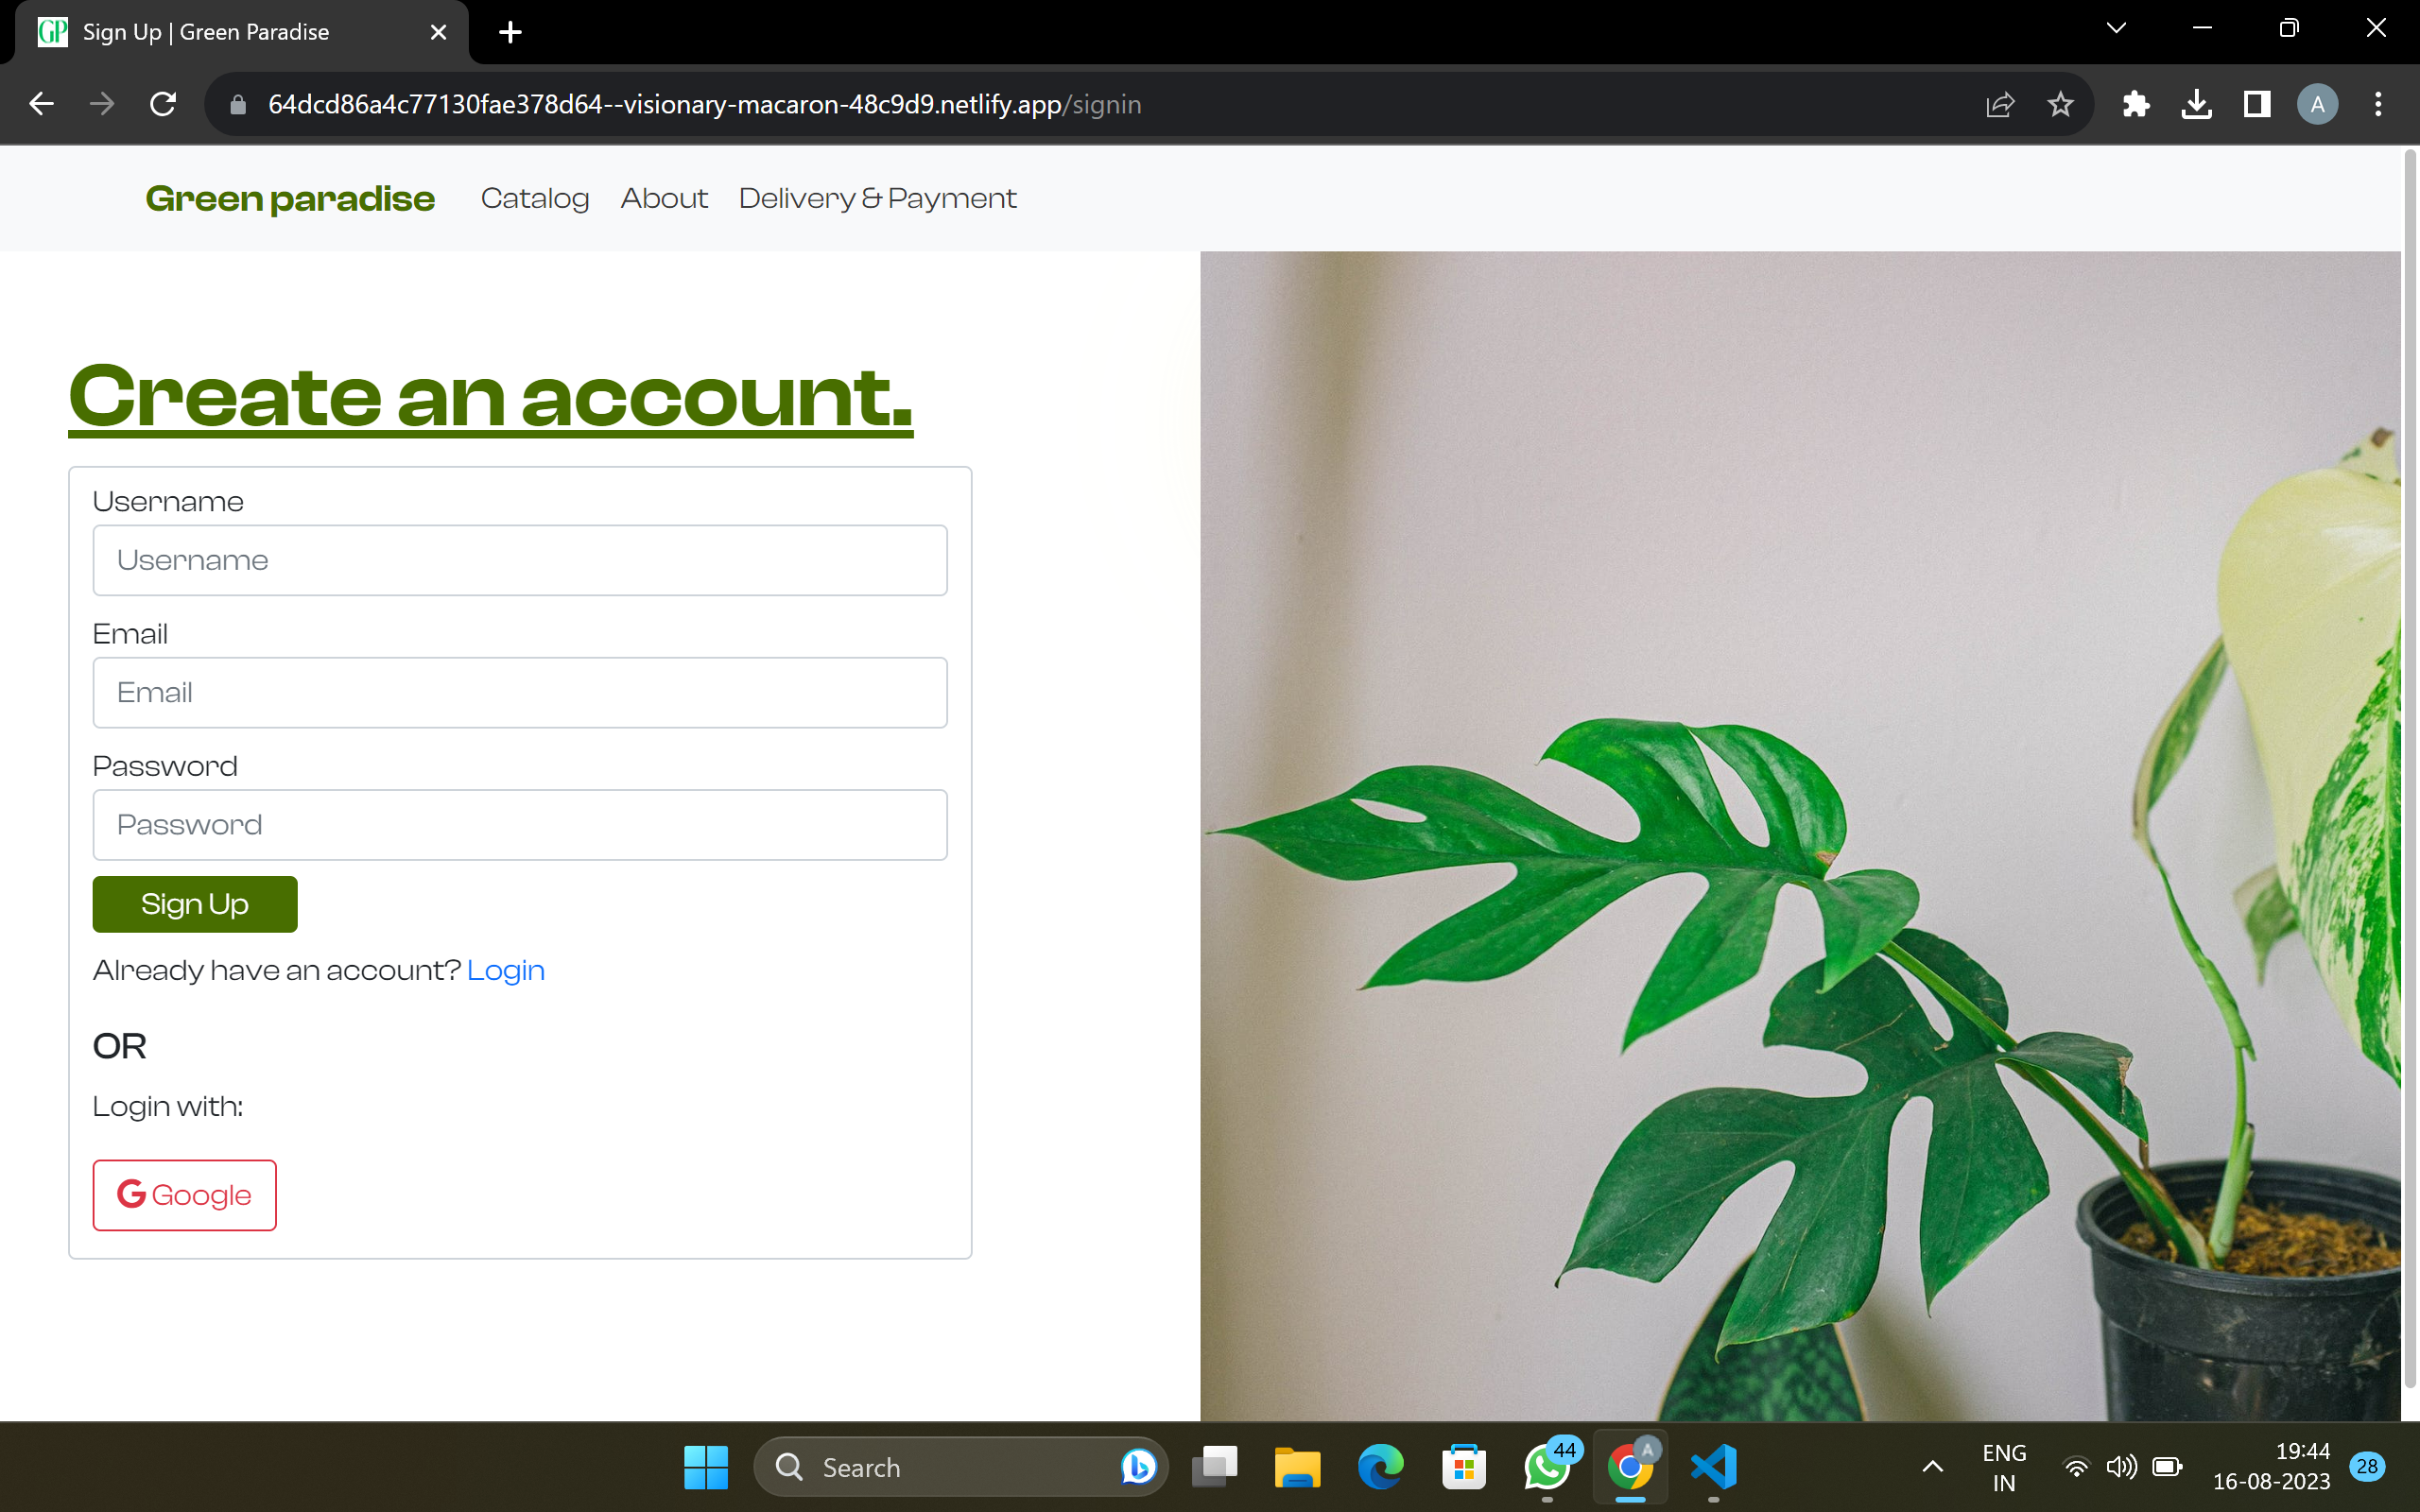 GP Sign Up | Green Paradise
64dcd86a4c77130fae378d64--visionary-macaron-48c9d9.netlify.app/signin
A
Green paradise Catalog About Delivery & Payment
Create an account.
Username
Username
Email
Email
Password
Password
Sign Up
Already have an account? Login
OR
Login with:
G Google
Search
44
A
ENG
IN
19:44
16-08-2023
28